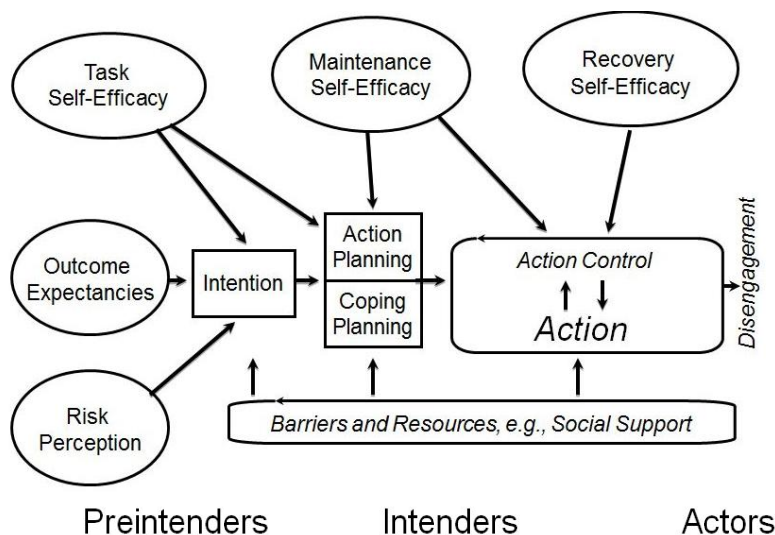 Task
Self-Efficacy
Maintenance
Self-Efficacy
Recovery
Self-Efficacy
Outcome
Expectancies
Intention
Action
Planning
Coping
Planning
Action Control
Action
Disengagement
Risk
Perception
Barriers and Resources, e.g., Social Support
Preintenders
Intenders
Actors